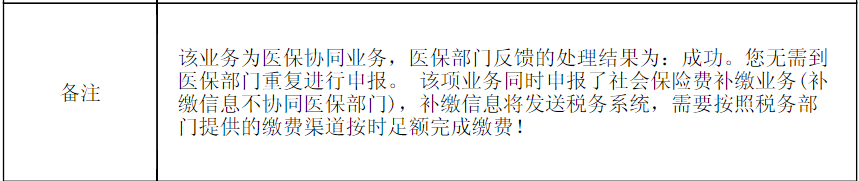 备注
该业务为医保协同业务，医保部门反馈的处理结果为：成功。您无需到
医保部门重复进行申报。 该项业务同时申报了社会保险费补缴业务(补
缴信息不协同医保部门)，补缴信息将发送税务系统，需要按照税务部
门提供的缴费渠道按时足额完成缴费！